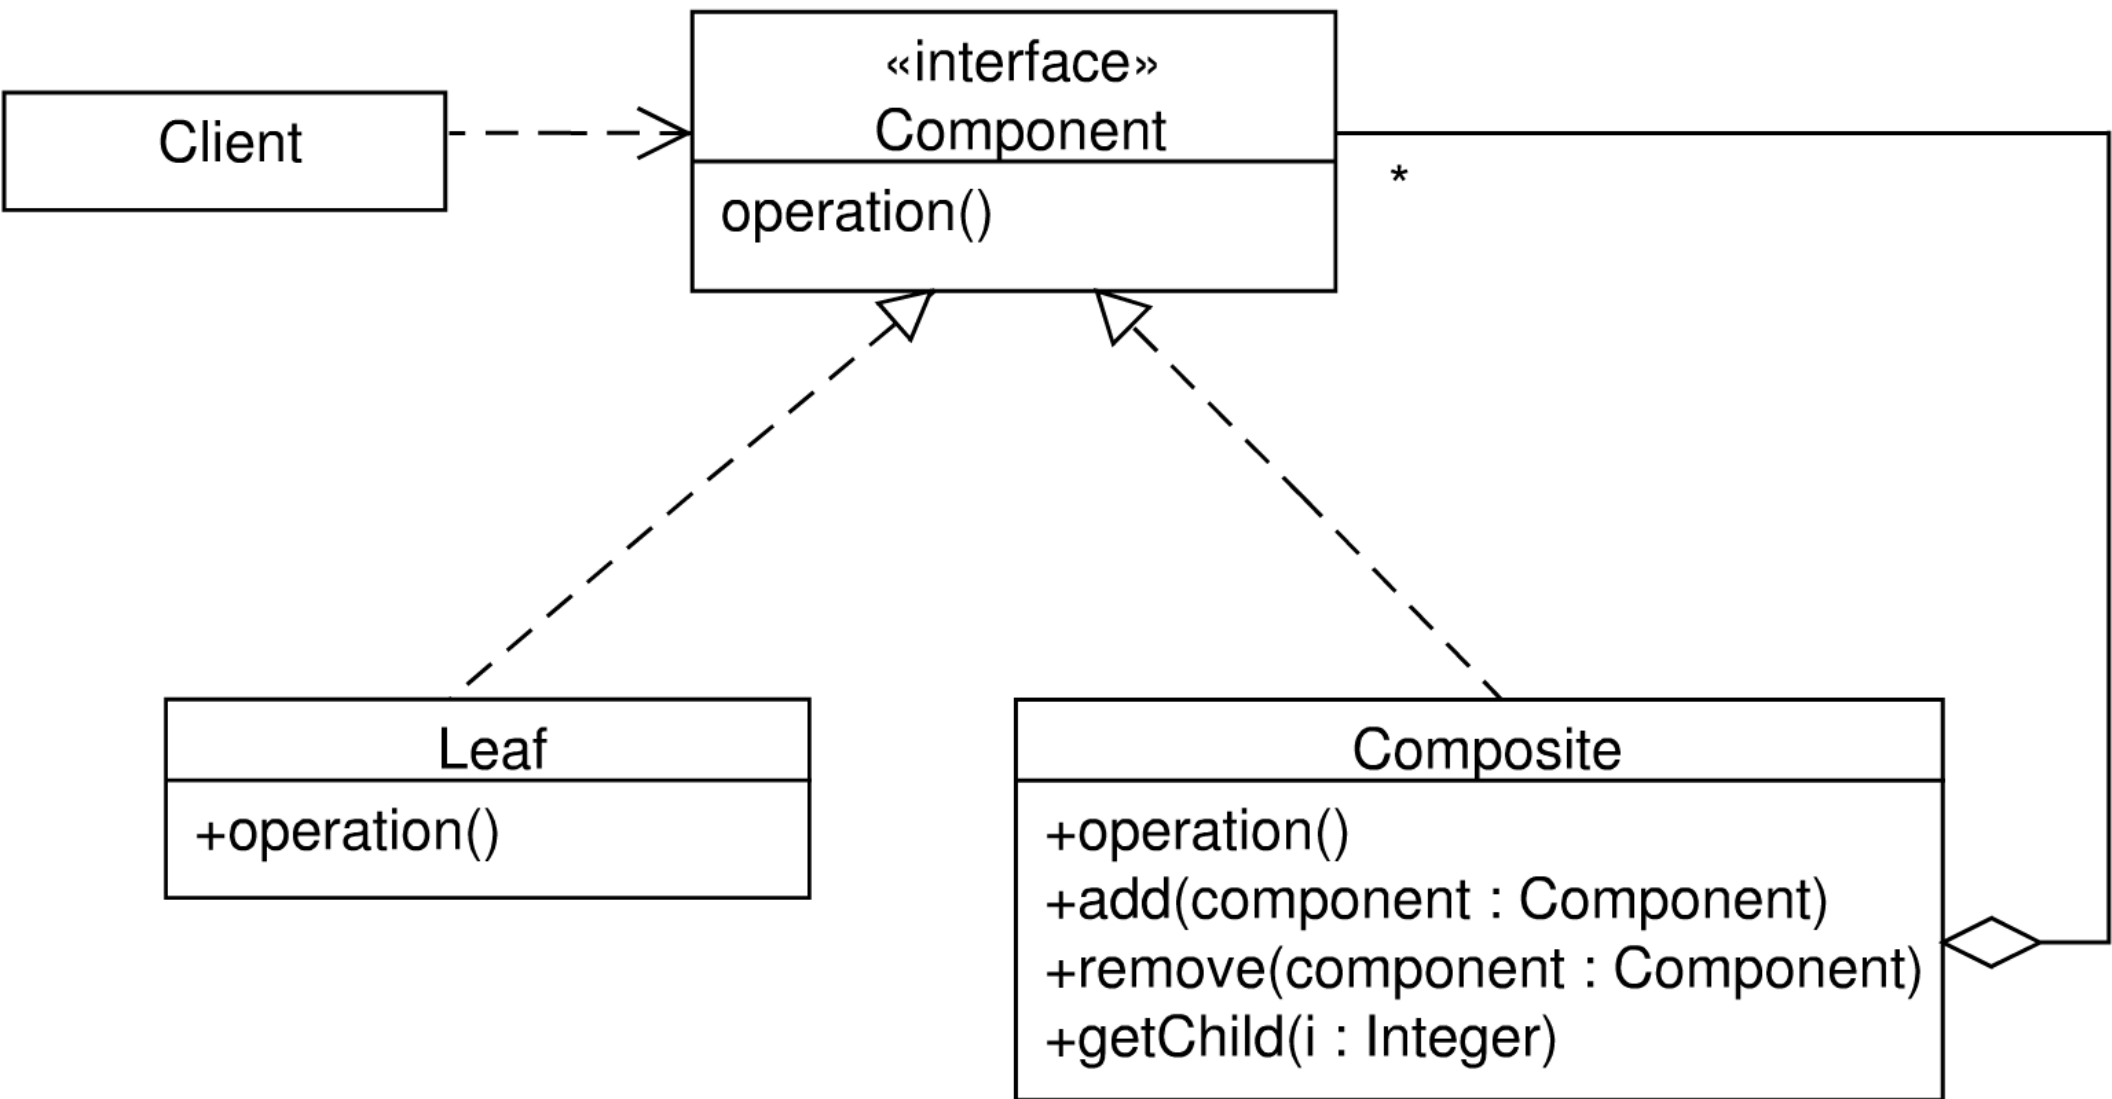 «interface»
Component
Client
operation()
*
Leaf
+operation()
Composite
+operation()
+add(component : Component)
+remove(component : Component)
+getChild(i : Integer)